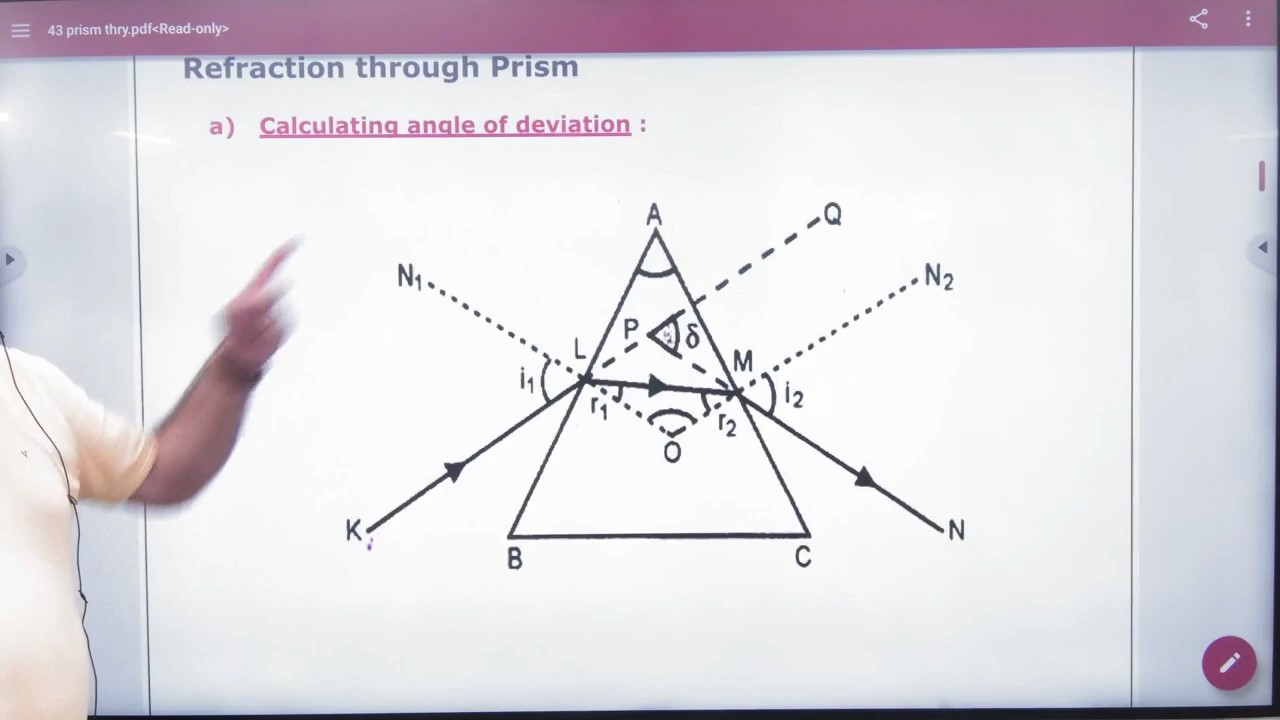 43 prism thry.pdf<Read-only>
Refraction through Prism
a) Calculating angle of deviation :
A
Q
N1
N2
P
δ
L
M
i1
i2
r1
r2
O
K
N
B
C